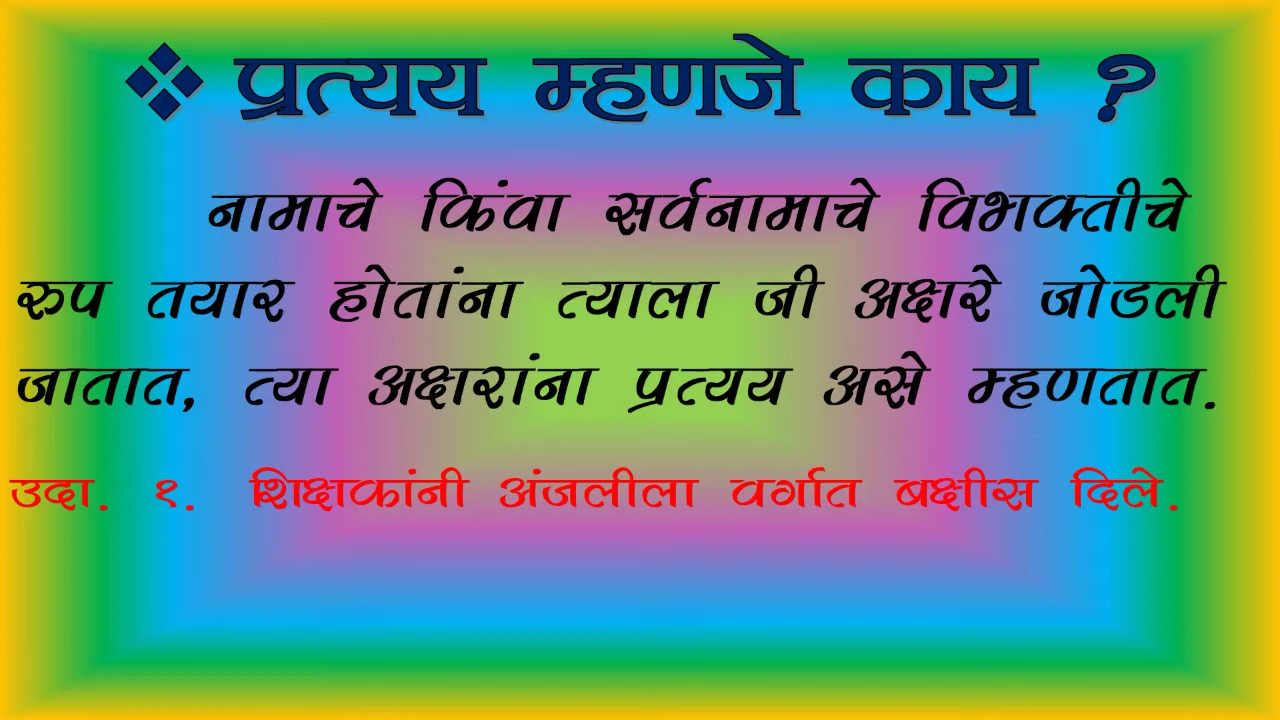 ❖ प्रत्यय म्हणजे काय ?
नामाचे किंवा सर्वनामाचे विभक्तीचे
रुप तयार होतांना त्याला जी अक्षरे जोडली
जातात, त्या अक्षरांना प्रत्यय असे म्हणतात.
उदा. १. शिक्षकांनी अंजलीला वर्गात बक्षीस दिले.